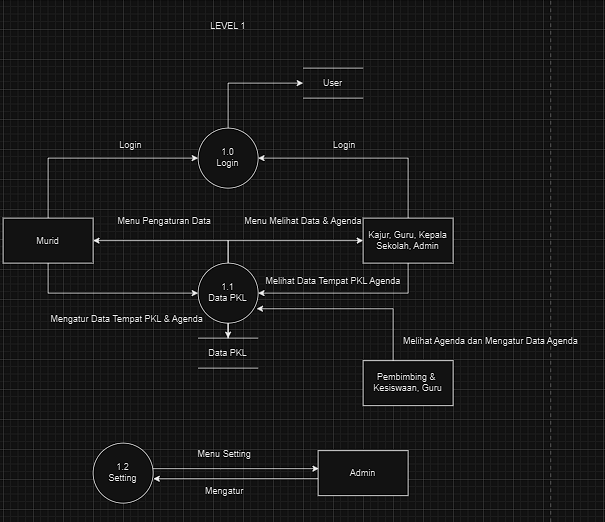 LEVEL 1
User
Login
1.0
Login
Login
Menu Pengaturan Data
Menu Melihat Data & Agenda
Murid
Kajur, Guru, Kepala
Sekolah, Admin
1.1
Data PKL
Melihat Data Tempat PKL Agenda
Mengatur Data Tempat PKL & Agenda
Data PKL
Melihat Agenda dan Mengatur Data Agenda
Pembimbing &
Kesiswaan, Guru
1.2
Setting
Menu Setting
Mengatur
Admin